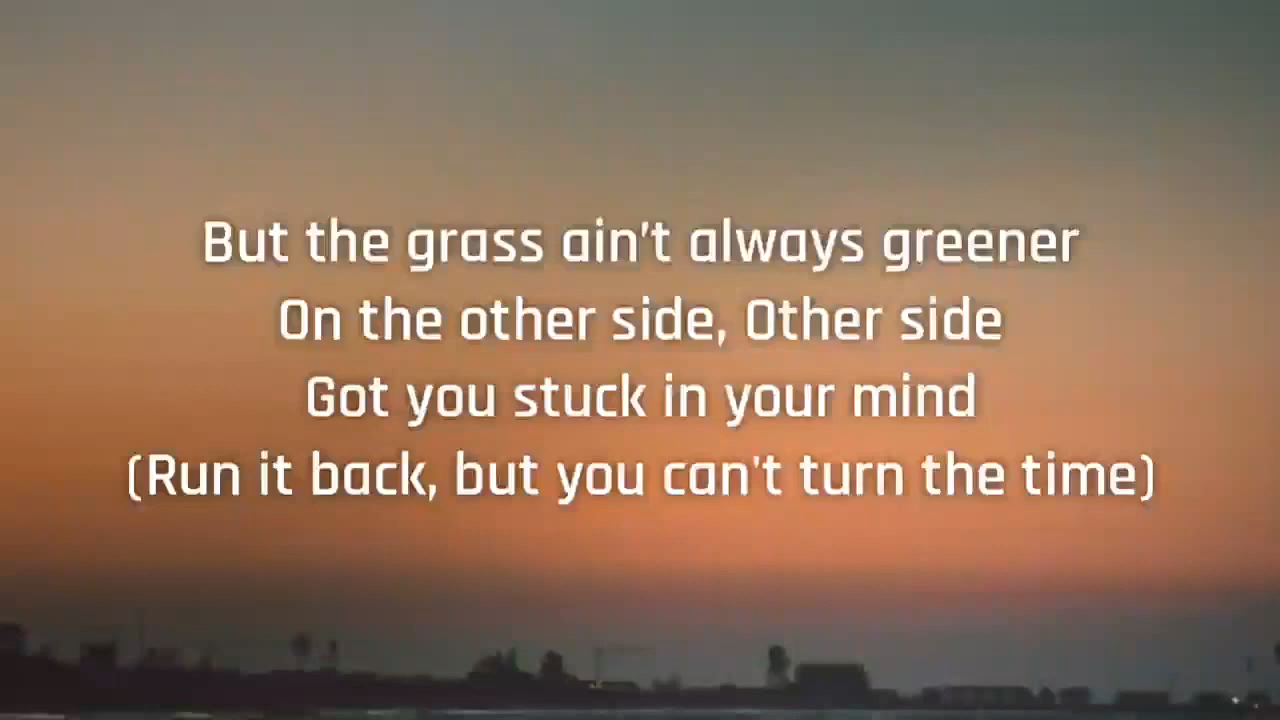 But the grass ain't always greener
On the other side, Other side
Got you stuck in your mind
(Run it back, but you can't turn the time)